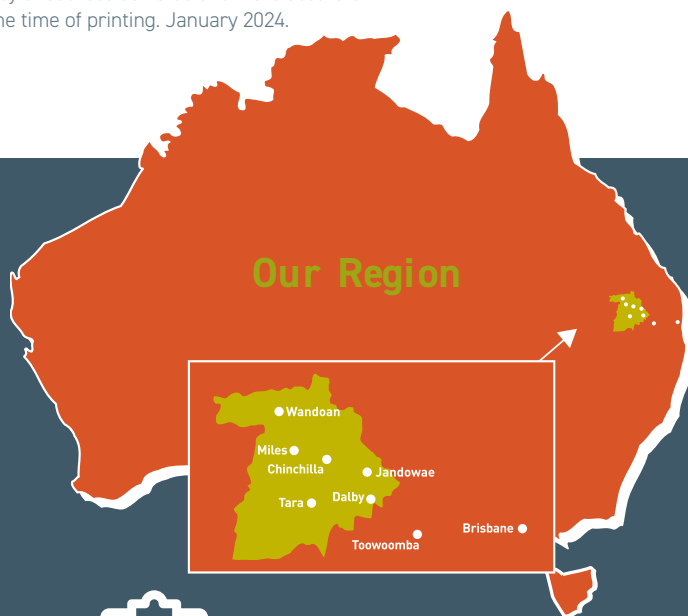 he time of printing. January 2024.
Our Region
Wandoan
Miles
Chinchilla
Jandowae
Tara
Dalby
Brisbane
Toowoomba